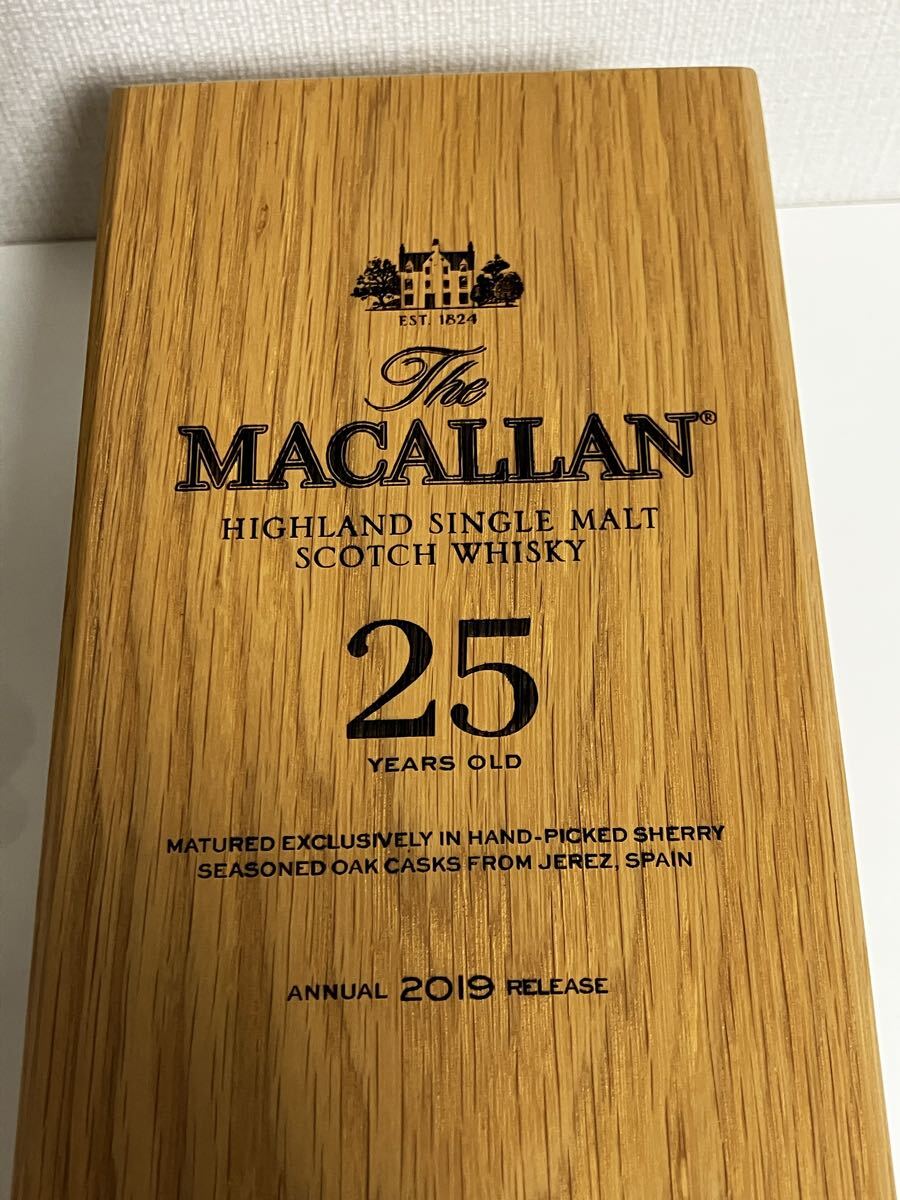 EST. 1824
The
MACALLAN®
HIGHLAND SINGLE MALT
SCOTCH WHISKY
25
YEARS OLD
MATURED EXCLUSIVELY IN HAND-PICKED SHERRY
SEASONED OAK CASKS FROM JEREZ, SPAIN
ANNUAL 2019 RELEASE